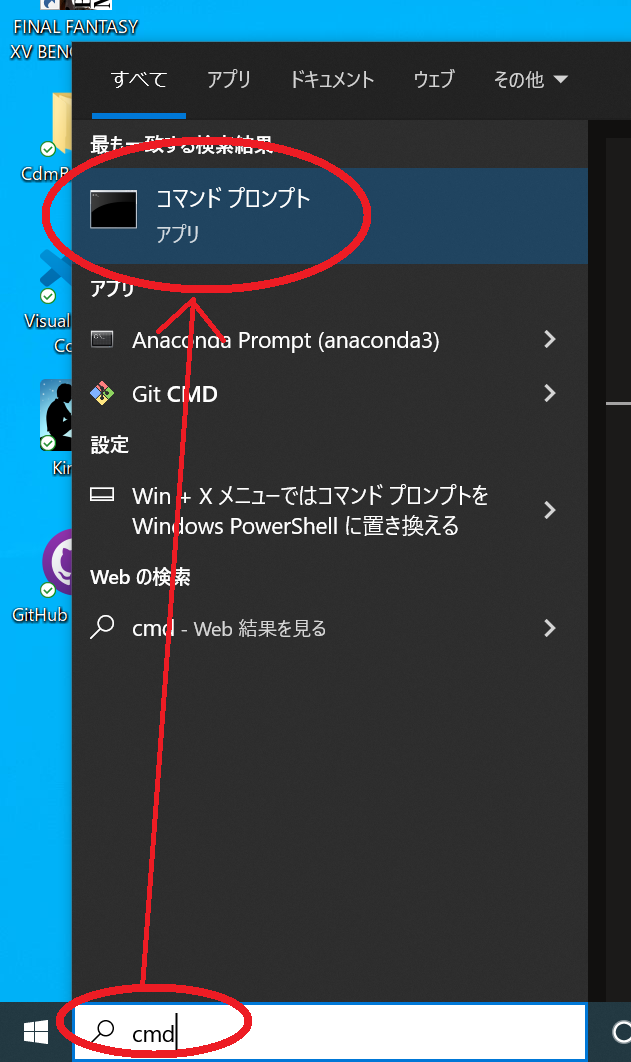 FINAL FANTASY
XV BENC
すべて アプリ ドキュメント ウェブ その他
最も一致する検索結果
CdmR
コマンド プロンプト
アプリ
アプリ
Visual
Co
Anaconda Prompt (anaconda3)
Git CMD
設定
Kin
Win + X メニューではコマンド プロンプトを
Windows PowerShell に置き換える
Web の検索
GitHub
cmd - Web 結果を見る
cmd